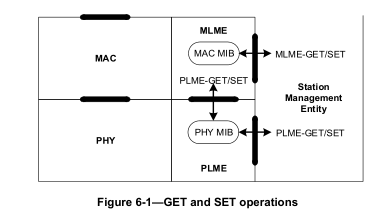 MLME
MAC MIB
MLME-GET/SET
MAC
PLME-GET/SET
Station
Management
Entity
PHY MIB
PLME-GET/SET
PHY
PLME
Figure 6-1—GET and SET operations